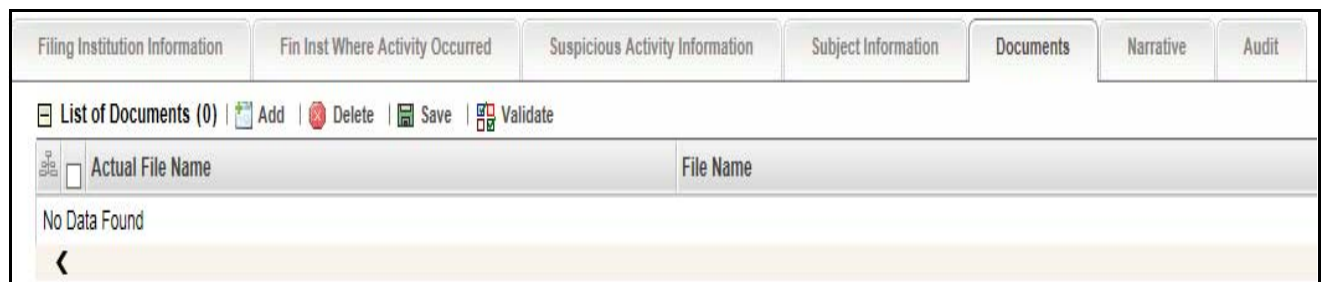 Filing Institution Information Fin Inst Where Activity Occurred Suspicious Activity Information Subject Information Documents Narrative Audit
List of Documents (0) | Add | Delete | Save | Validate
Actual File Name File Name
No Data Found